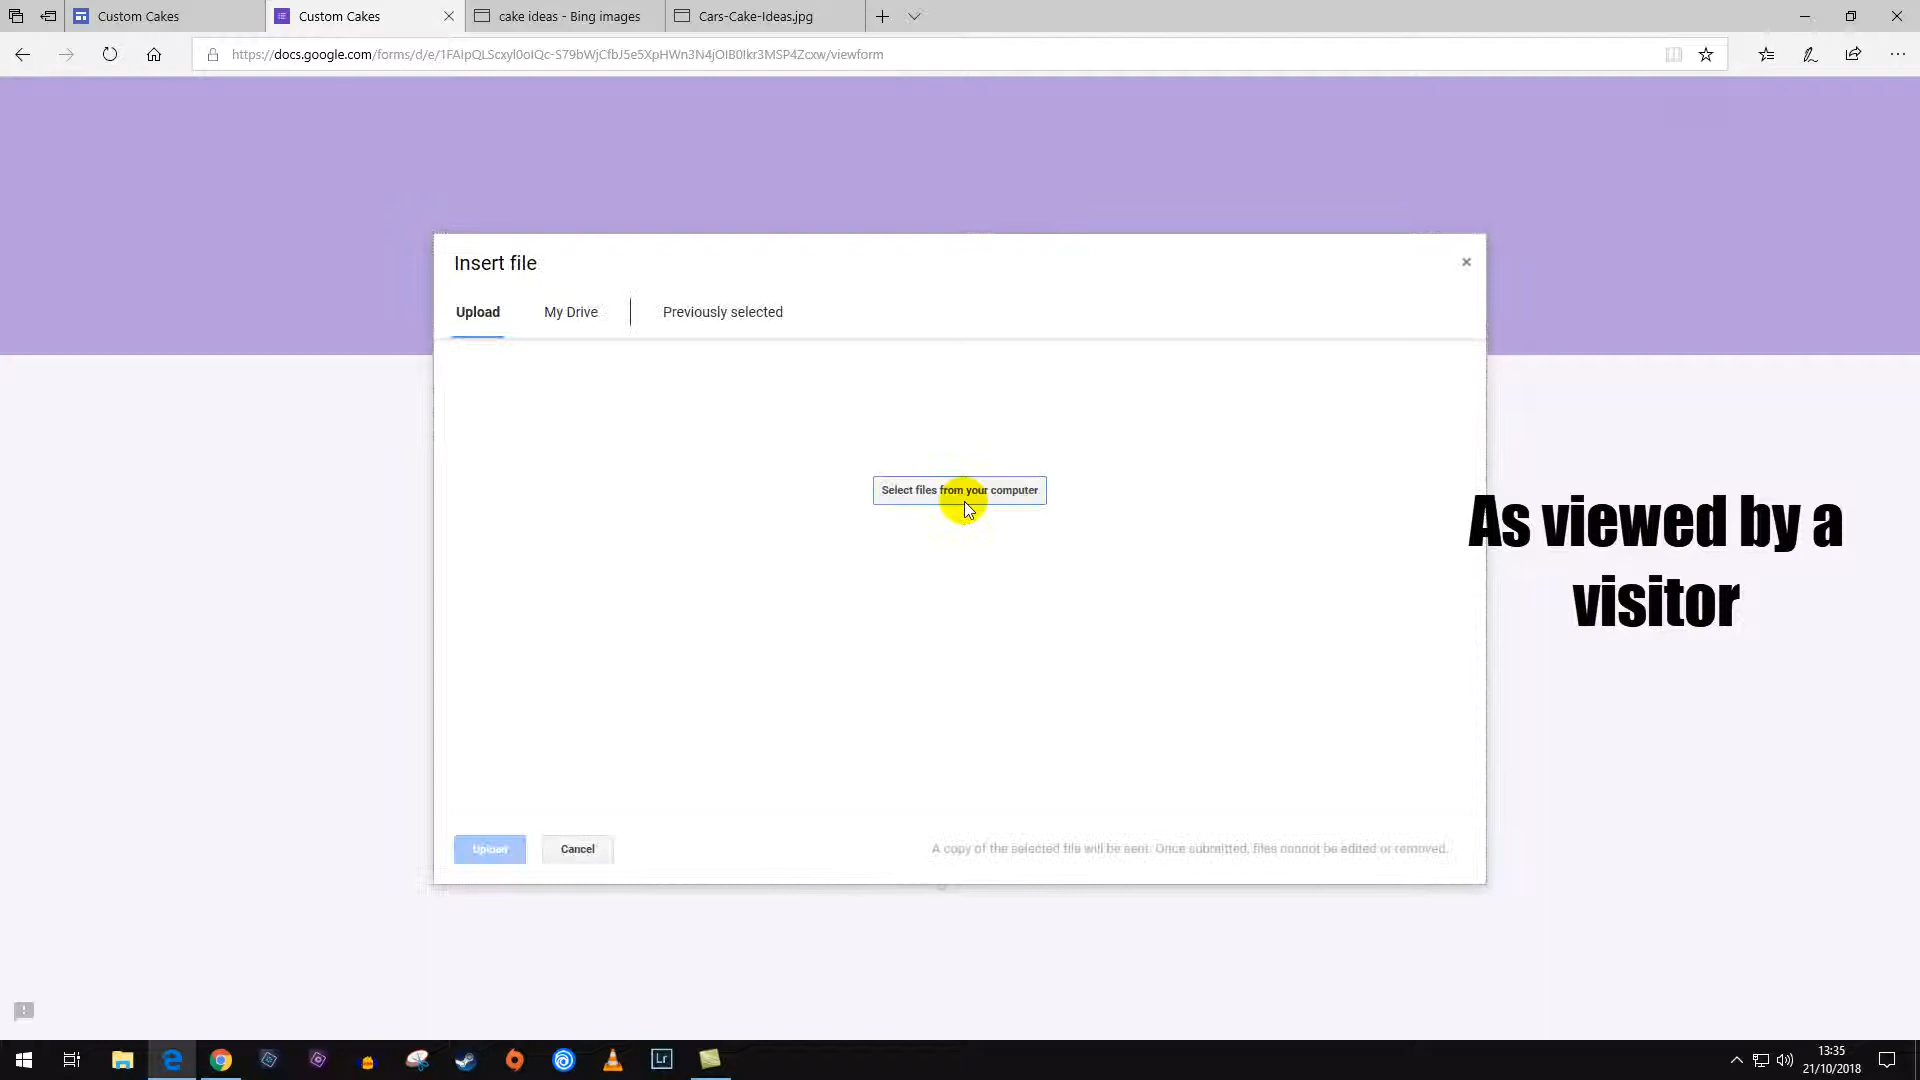 Custom Cakes
Custom Cakes
cake ideas - Bing images
Cars-Cake-Ideas.jpg
https://docs.google.com/forms/d/e/1FAIpQLScxyl0oIQc-S79bWjCfbJ5e5XpHWn3N4jOIB0Ikr3MSP4Zcxw/viewform
Insert file
Upload
My Drive
Previously selected
Select files from your computer
As viewed by a
visitor
Upload
Cancel
A copy of the selected file will be sent. Once submitted, files cannot be edited or removed.
Lr
13:35
21/10/2018